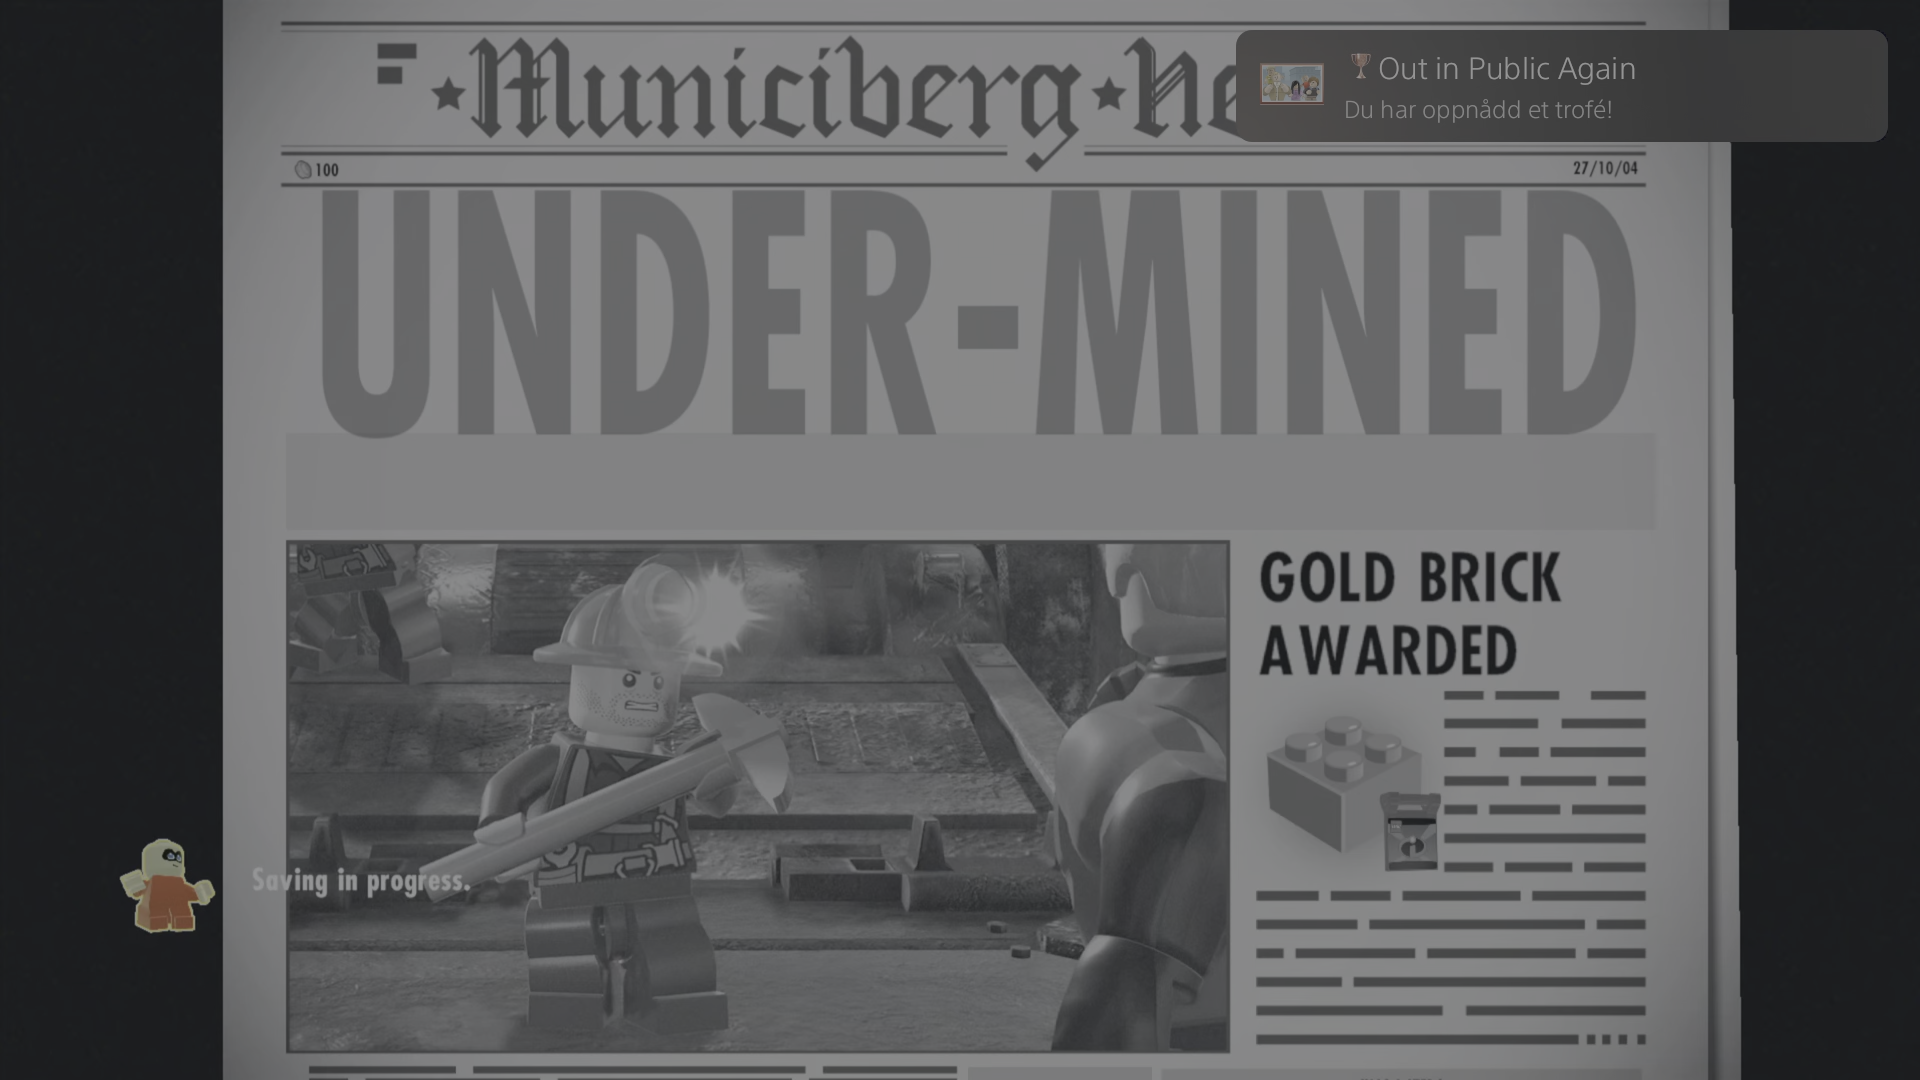 Municiberg
Out in Public Again
Du har oppnådd et trofé!
100
27/10/04
UNDER-MINED
GOLD BRICK
AWARDED
Saving in progress.